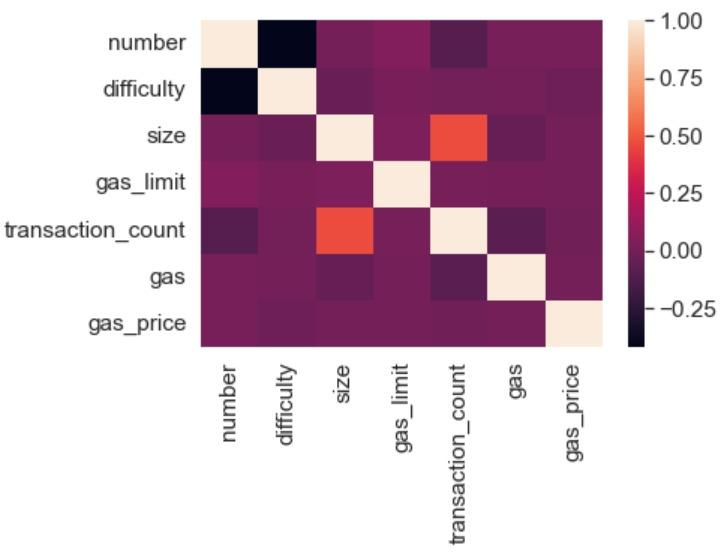 number
difficulty
size
gas_limit
transaction_count
gas
gas_price
number
difficulty
size
gas_limit
transaction_count
gas
gas_price
1.00
0.75
0.50
0.25
0.00
−0.25